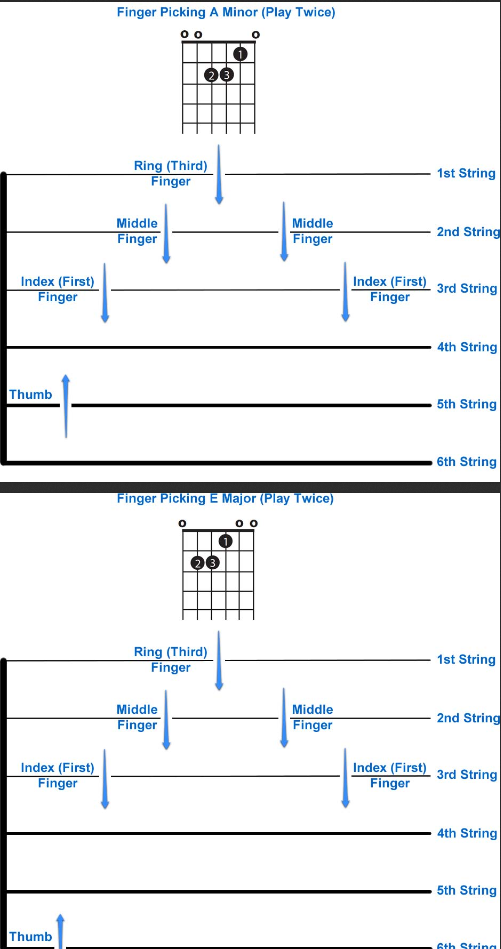 Finger Picking A Minor (Play Twice)
o o o
1
2 3
Ring (Third)
Finger
1st String
Middle
Finger
Middle
Finger
2nd String
Index (First)
Finger
Index (First)
Finger
3rd String
4th String
Thumb
5th String
6th String
Finger Picking E Major (Play Twice)
o o o
1
2 3
Ring (Third)
Finger
1st String
Middle
Finger
Middle
Finger
2nd String
Index (First)
Finger
Index (First)
Finger
3rd String
4th String
5th String
Thumb
6th String